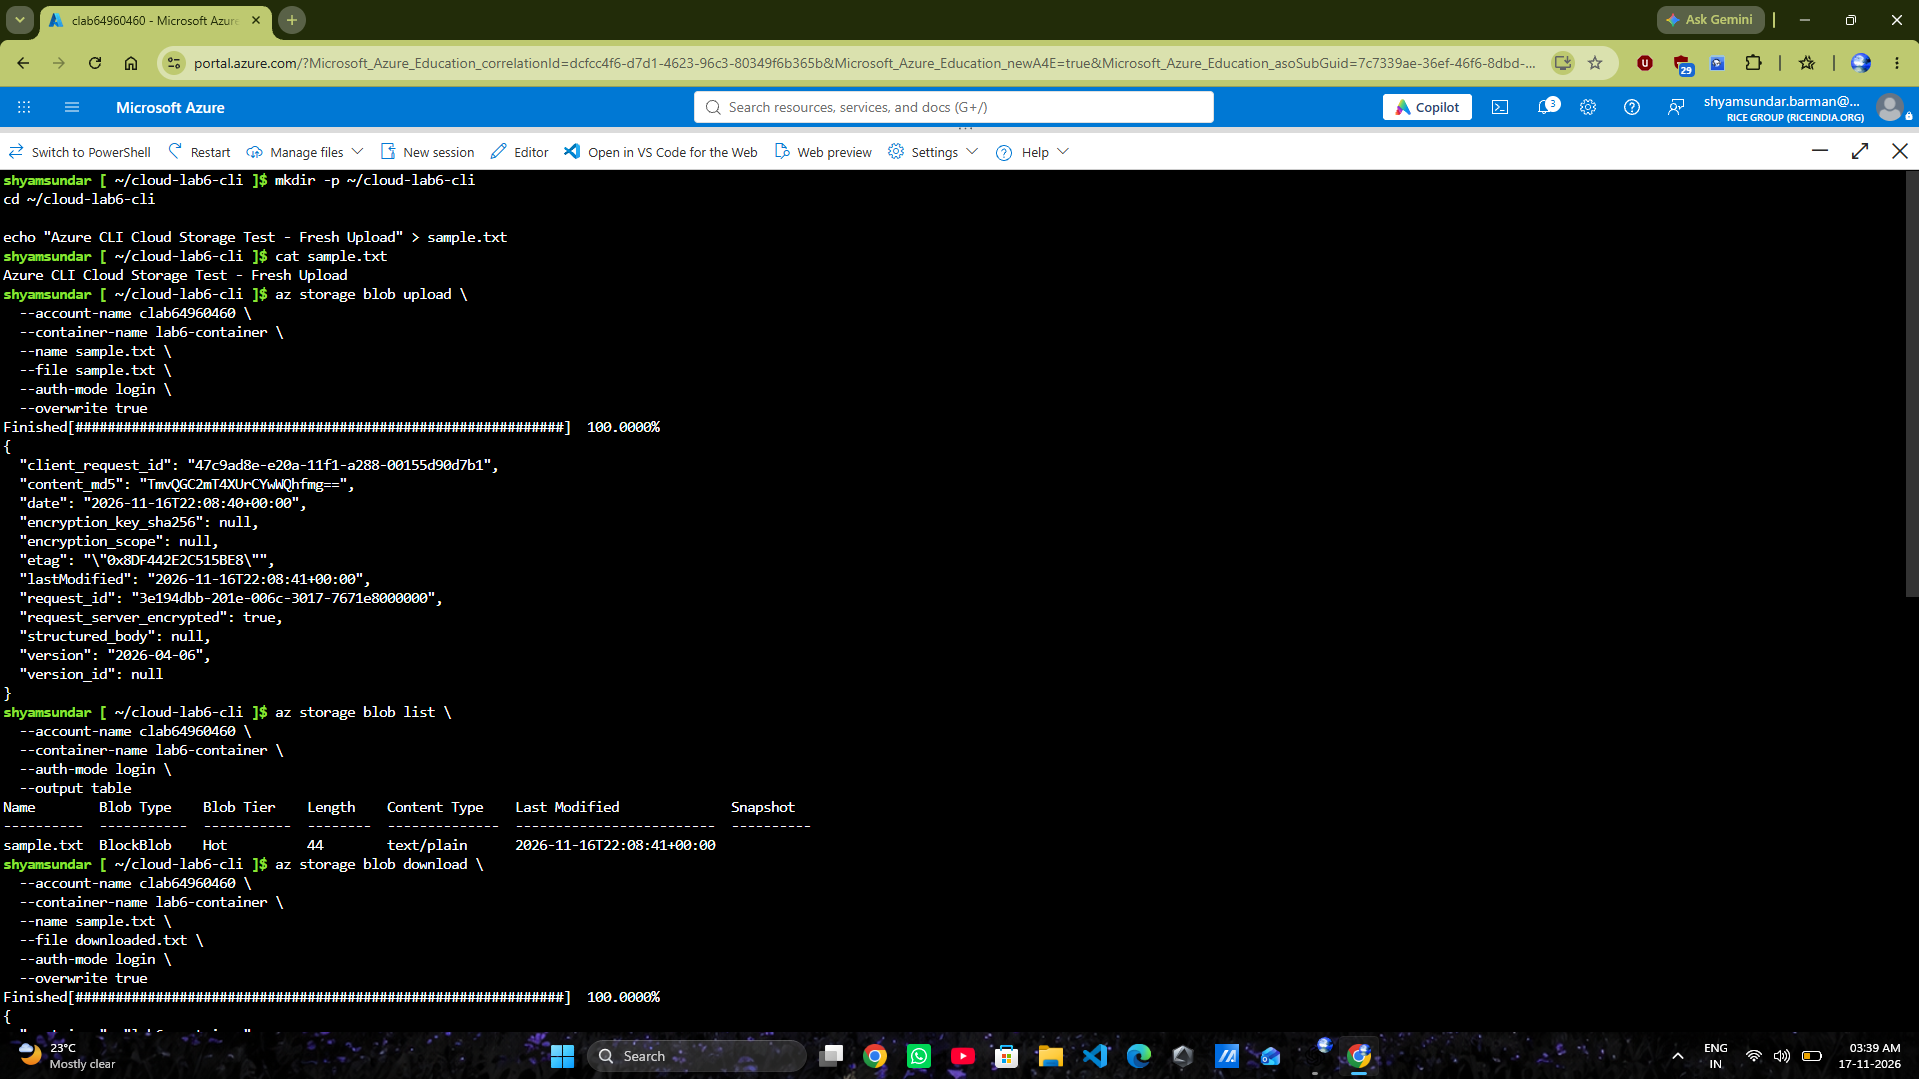 clab64960460 - Microsoft Azure
Ask Gemini
portal.azure.com/?Microsoft_Azure_Education_correlationId=dcfcc4f6-d7d1-4623-96c3-80349f6b365b&Microsoft_Azure_Education_newA4E=true&Microsoft_Azure_Education_asoSubGuid=7c7339ae-36ef-46f6-8dbd-...
29
Microsoft Azure
Search resources, services, and docs (G+/)
Copilot
3
shyamsundar.barman@...
RICE GROUP (RICEINDIA.ORG)
Switch to PowerShell Restart Manage files New session Editor Open in VS Code for the Web Web preview Settings Help
shyamsundar [ ~/cloud-lab6-cli ]$ mkdir -p ~/cloud-lab6-cli
cd ~/cloud-lab6-cli
echo "Azure CLI Cloud Storage Test - Fresh Upload" > sample.txt
shyamsundar [ ~/cloud-lab6-cli ]$ cat sample.txt
Azure CLI Cloud Storage Test - Fresh Upload
shyamsundar [ ~/cloud-lab6-cli ]$ az storage blob upload \
--account-name clab64960460 \
--container-name lab6-container \
--name sample.txt \
--file sample.txt \
--auth-mode login \
--overwrite true
Finished[#############################################################] 100.0000%
{
"client_request_id": "47c9ad8e-e20a-11f1-a288-00155d90d7b1",
"content_md5": "TmvQGC2mT4XUrCYwWQhfmg==",
"date": "2026-11-16T22:08:40+00:00",
"encryption_key_sha256": null,
"encryption_scope": null,
"etag": "\"0x8DF442E2C515BE8\"",
"lastModified": "2026-11-16T22:08:41+00:00",
"request_id": "3e194dbb-201e-006c-3017-7671e8000000",
"request_server_encrypted": true,
"structured_body": null,
"version": "2026-04-06",
"version_id": null
}
shyamsundar [ ~/cloud-lab6-cli ]$ az storage blob list \
--account-name clab64960460 \
--container-name lab6-container \
--auth-mode login \
--output table
Name Blob Type Blob Tier Length Content Type Last Modified Snapshot
---------- ----------- ----------- -------- -------------- ------------------------- ----------
sample.txt BlockBlob Hot 44 text/plain 2026-11-16T22:08:41+00:00
shyamsundar [ ~/cloud-lab6-cli ]$ az storage blob download \
--account-name clab64960460 \
--container-name lab6-container \
--name sample.txt \
--file downloaded.txt \
--auth-mode login \
--overwrite true
Finished[#############################################################] 100.0000%
{
23°C
Mostly clear
Search
ENG
IN
03:39 AM
17-11-2026